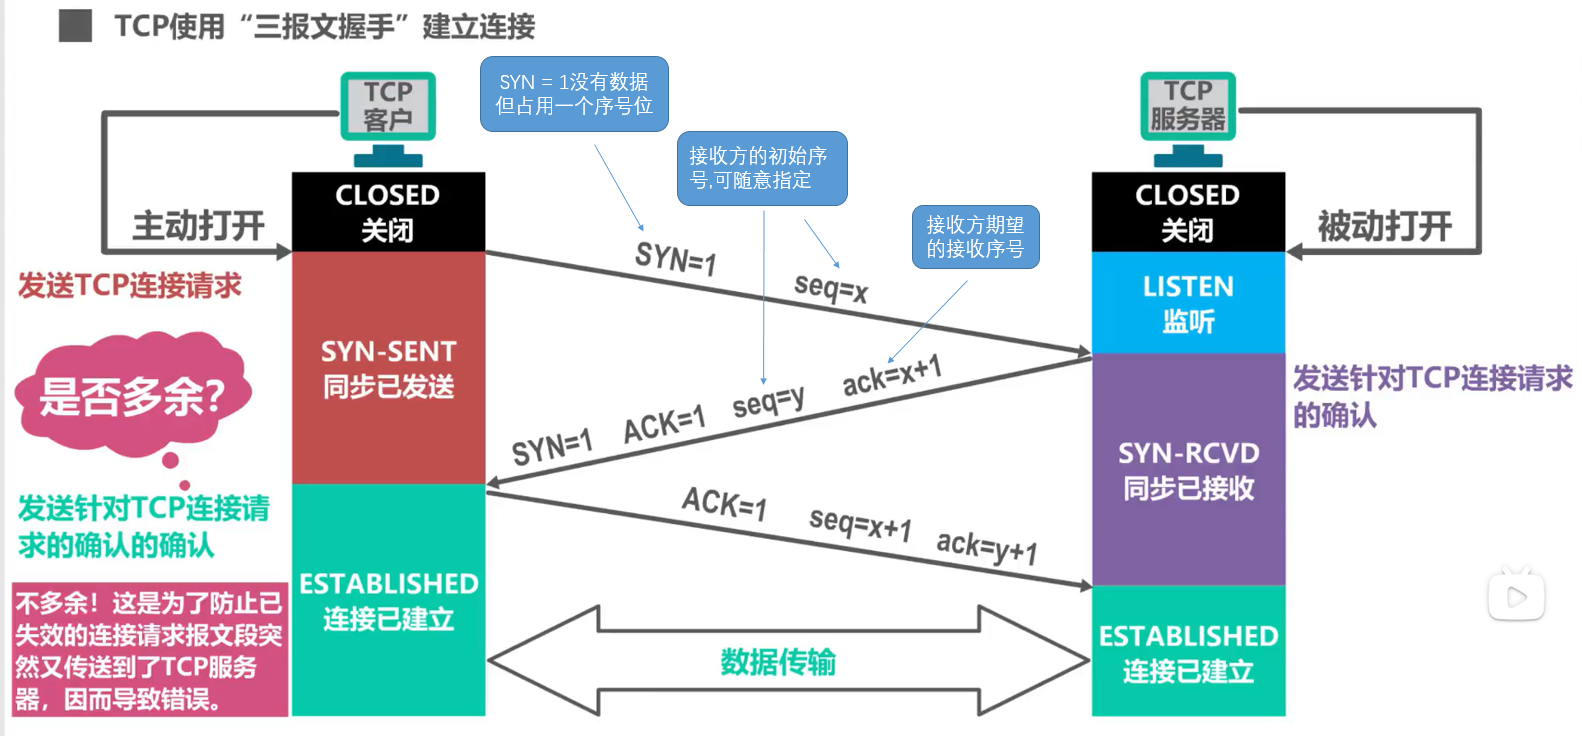 TCP使用“三报文握手”建立连接
SYN = 1没有数据
但占用一个序号位
TCP
客户
TCP
服务器
接收方的初始序
号,可随意指定
接收方期望
的接收序号
CLOSED
关闭
CLOSED
关闭
主动打开
被动打开
SYN=1
seq=x
发送TCP连接请求
LISTEN
监听
是否多余？
SYN-SENT
同步已发送
SYN=1 ACK=1 seq=y ack=x+1
发送针对TCP连接请求
的确认
SYN-RCVD
同步已接收
发送针对TCP连接请
求的确认的确认
ACK=1 seq=x+1 ack=y+1
ESTABLISHED
连接已建立
不多余！这是为了防止已
失效的连接请求报文段突
然又传送到了TCP服务
器，因而导致错误。
数据传输
ESTABLISHED
连接已建立